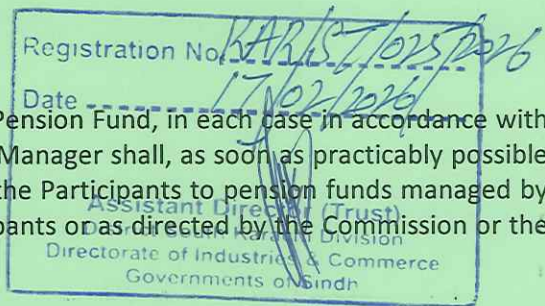 Registration No. KAR/ST/025/2026
Date 17/02/2026
Pension Fund, in each case in accordance with
Manager shall, as soon as practicably possible
the Participants to pension funds managed by
pants or as directed by the Commission or the
Assistant Director (Trust)
Karachi Division
Directorate of Industries & Commerce
Governments of Sindh